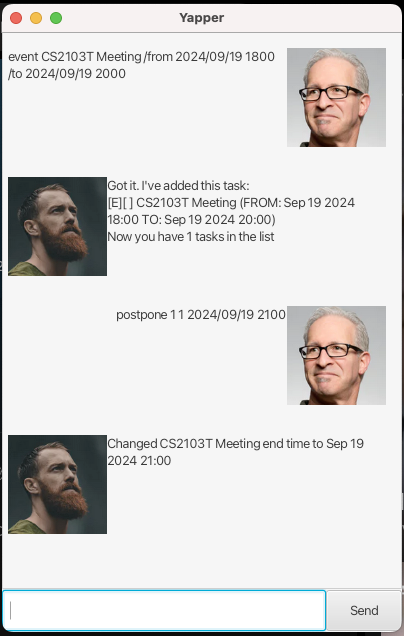 Yapper
event CS2103T Meeting /from 2024/09/19 1800
/to 2024/09/19 2000
Got it. I've added this task:
[E][ ] CS2103T Meeting (FROM: Sep 19 2024
18:00 TO: Sep 19 2024 20:00)
Now you have 1 tasks in the list
postpone 1 1 2024/09/19 2100
Changed CS2103T Meeting end time to Sep 19
2024 21:00
Send